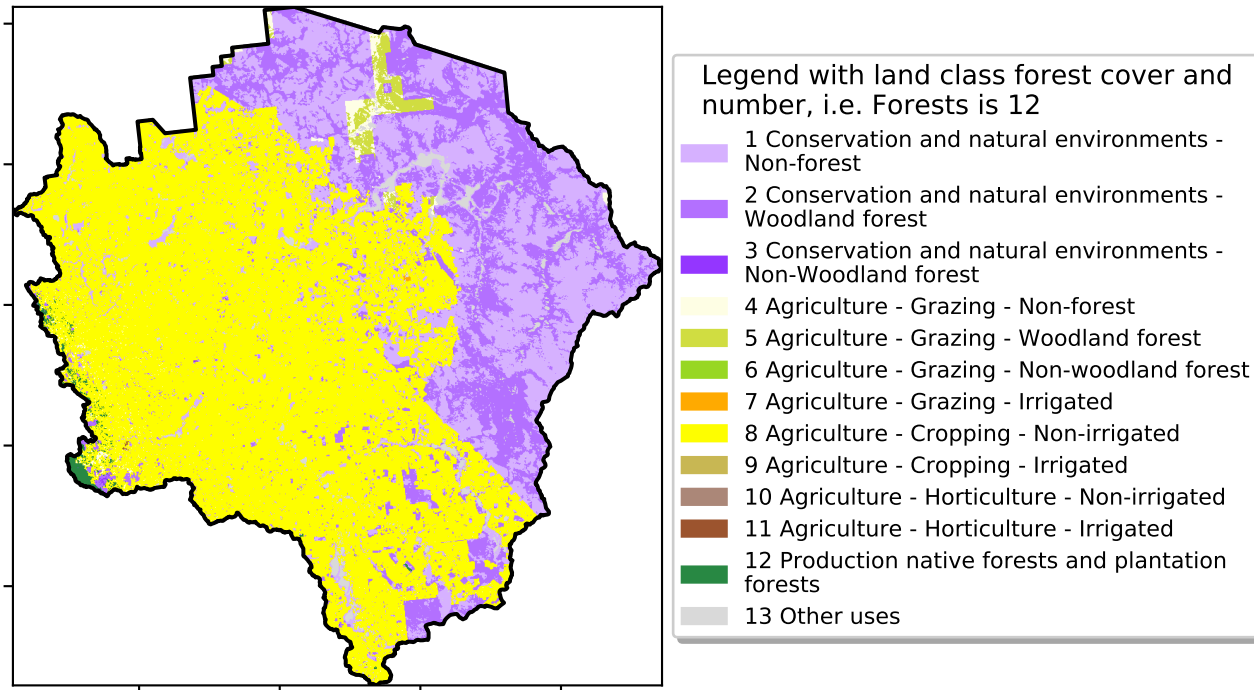 Legend with land class forest cover and
number, i.e. Forests is 12
1 Conservation and natural environments -
Non-forest
2 Conservation and natural environments -
Woodland forest
3 Conservation and natural environments -
Non-Woodland forest
4 Agriculture - Grazing - Non-forest
5 Agriculture - Grazing - Woodland forest
6 Agriculture - Grazing - Non-woodland forest
7 Agriculture - Grazing - Irrigated
8 Agriculture - Cropping - Non-irrigated
9 Agriculture - Cropping - Irrigated
10 Agriculture - Horticulture - Non-irrigated
11 Agriculture - Horticulture - Irrigated
12 Production native forests and plantation
forests
13 Other uses